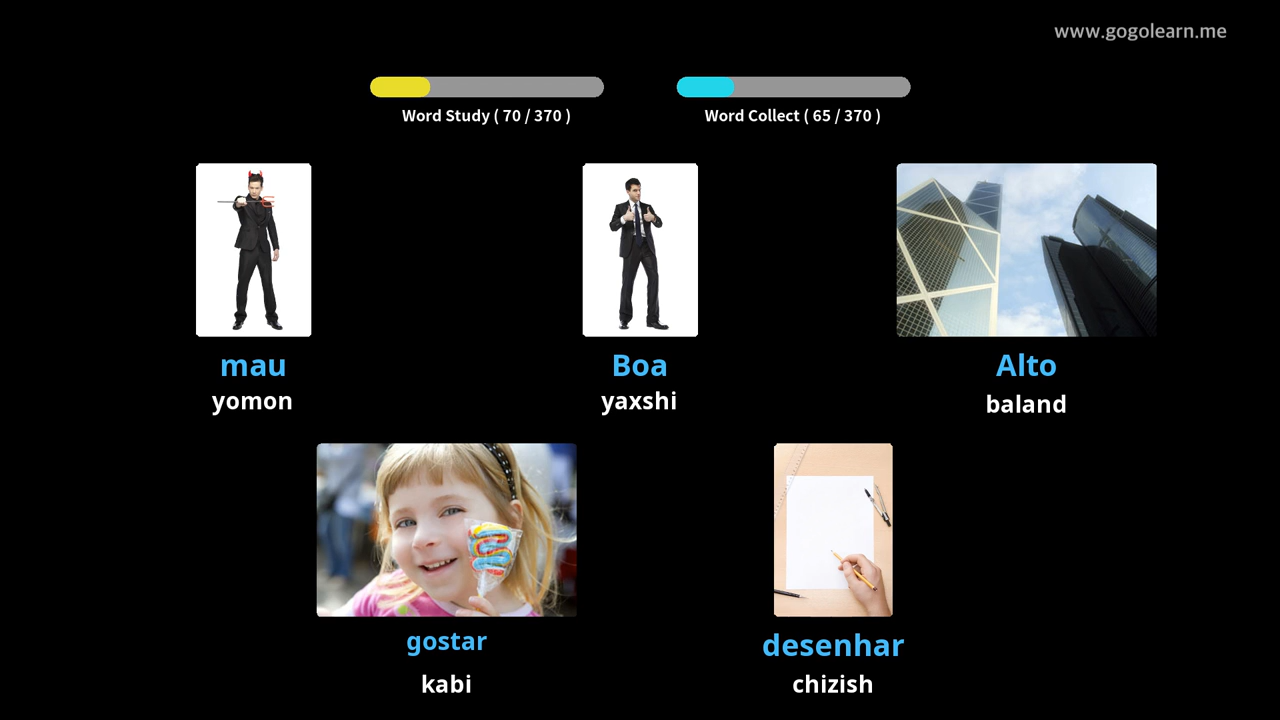 www.gogolearn.me
Word Study ( 70 / 370 )
Word Collect ( 65 / 370 )
mau
yomon
Boa
yaxshi
Alto
baland
gostar
kabi
desenhar
chizish